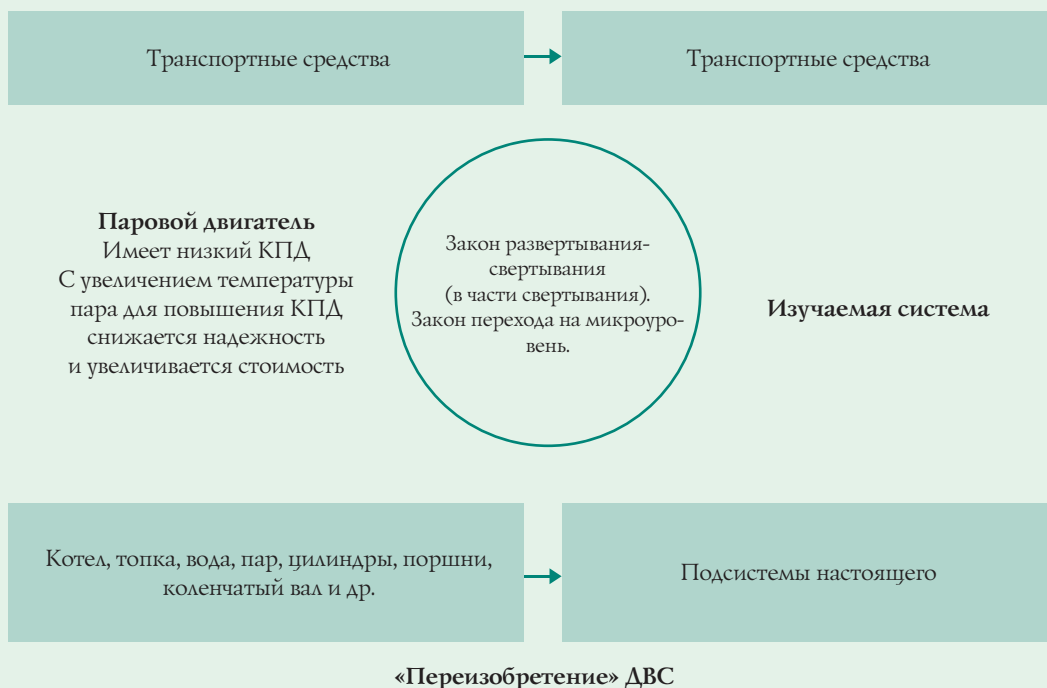 Транспортные средства
Транспортные средства
Паровой двигатель
Имеет низкий КПД
С увеличением температуры
пара для повышения КПД
снижается надежность
и увеличивается стоимость
Закон развертывания-
свертывания
(в части свертывания).
Закон перехода на микроуро-
вень.
Изучаемая система
Котел, топка, вода, пар, цилиндры, поршни,
коленчатый вал и др.
Подсистемы настоящего
«Переизобретение» ДВС